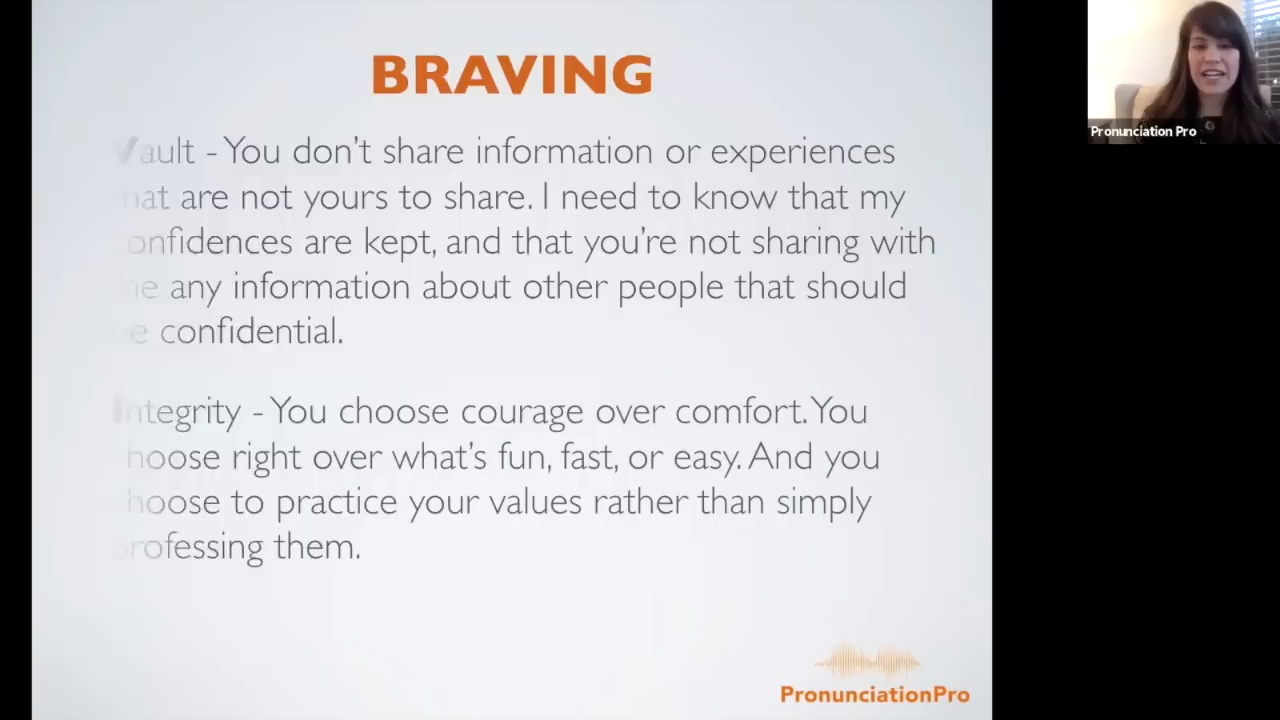 BRAVING
Vault - You don't share information or experiences
that are not yours to share. I need to know that my
confidences are kept, and that you're not sharing with
me any information about other people that should
be confidential.
Integrity - You choose courage over comfort. You
choose right over what's fun, fast, or easy. And you
choose to practice your values rather than simply
professing them.
PronunciationPro
Pronunciation Pro